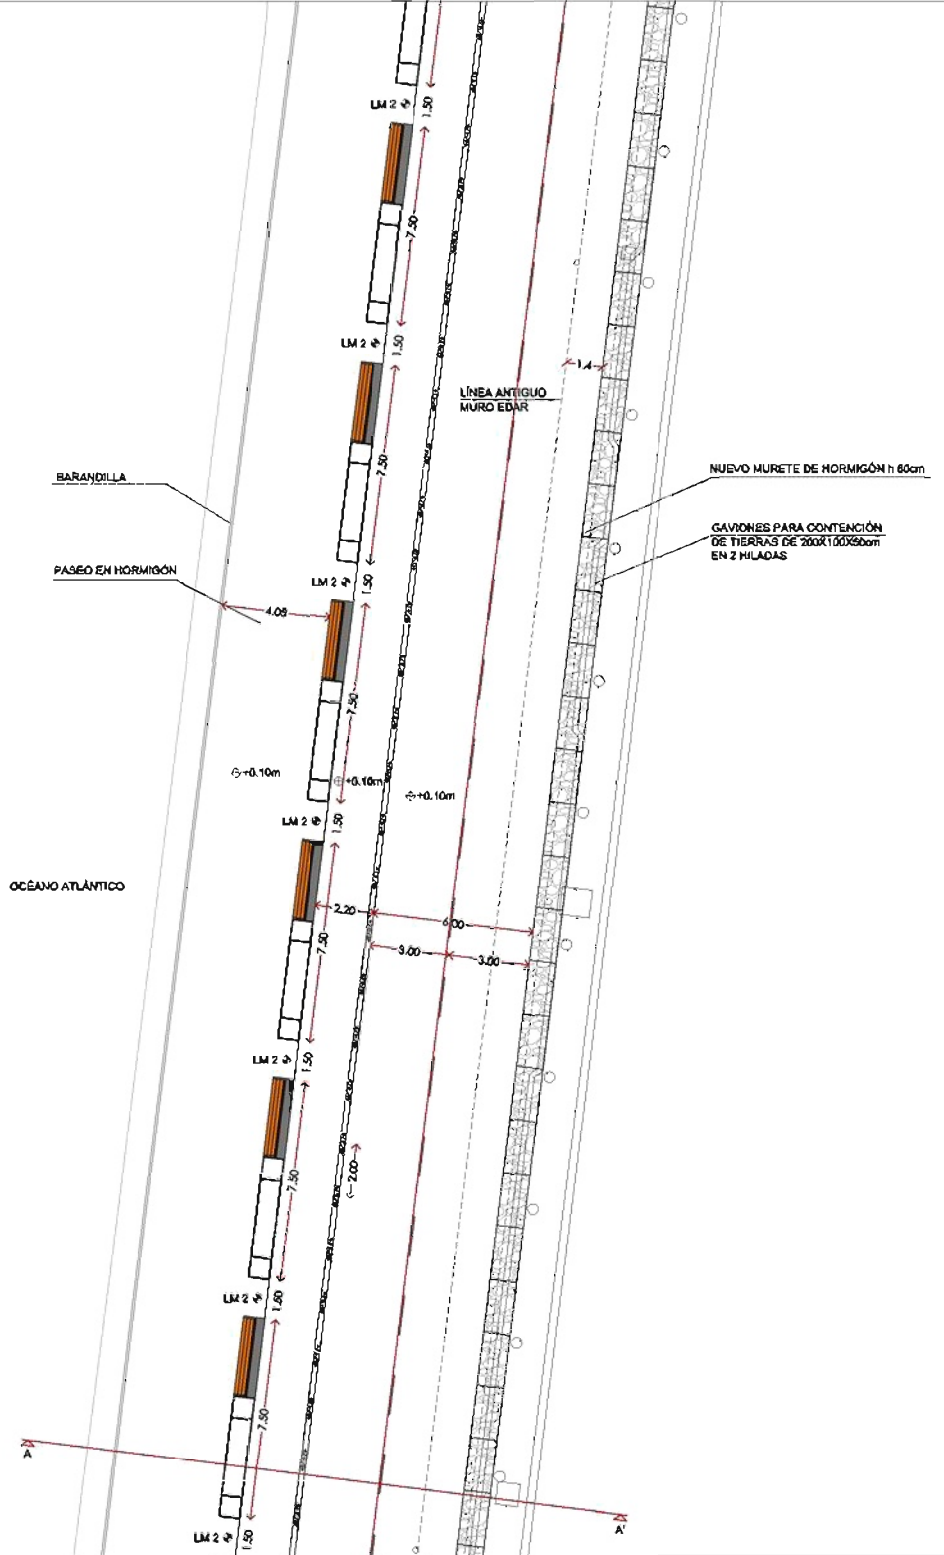 LM 2
1.50
7.50
LM 2
1.50
1.4
LÍNEA ANTIGUO
MURO EDAR
7.50
NUEVO MURETE DE HORMIGÓN h 60cm
BARANDILLA
GAVIONES PARA CONTENCIÓN
DE TIERRAS DE 200X100X50cm
EN 2 HILADAS
PASEO EN HORMIGÓN
LM 2
1.50
4.05
7.50
+0.10m
+0.10m
+0.10m
LM 2
1.50
OCÉANO ATLÁNTICO
2.20
6.00
7.50
3.00
3.00
LM 2
1.50
7.50
2.00
LM 2
1.50
7.50
A
A'
LM 2
1.50